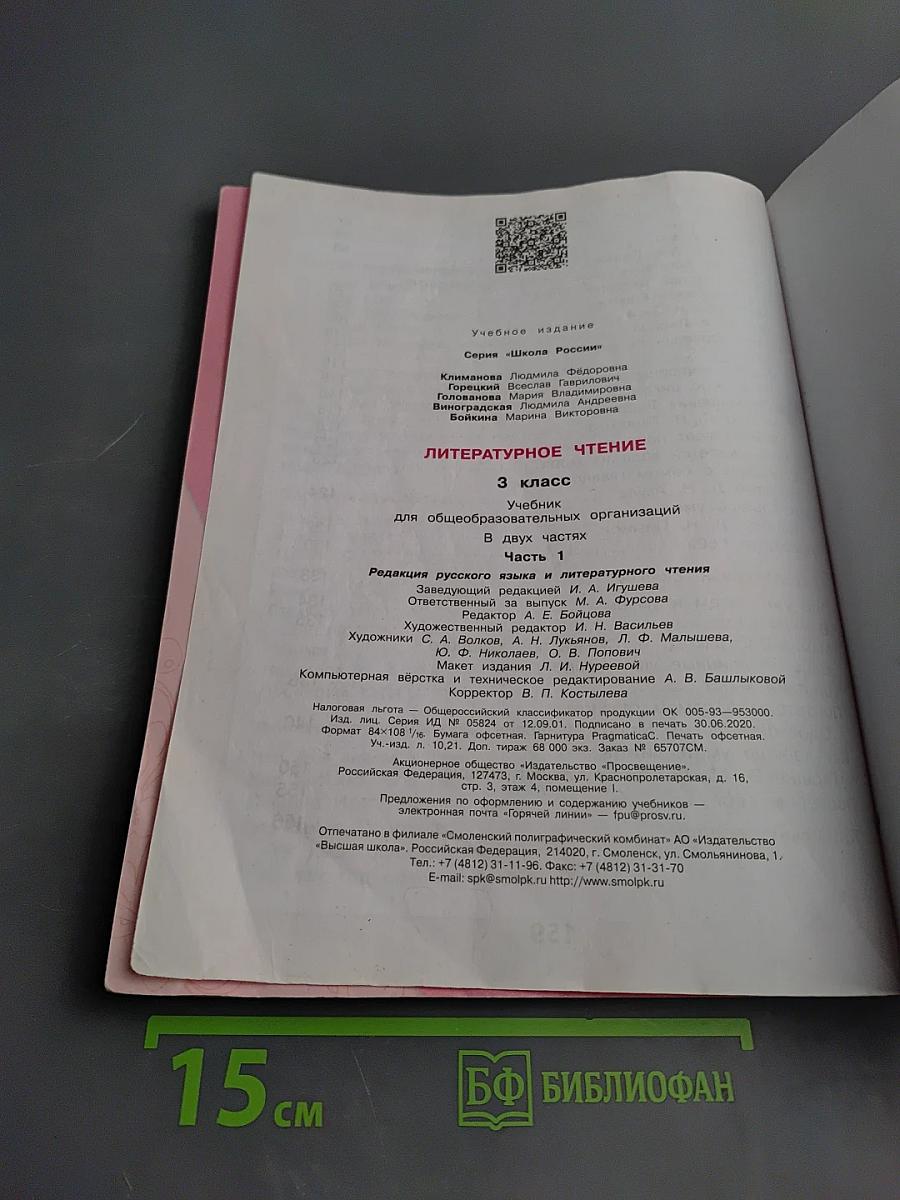 Учебное издание
Серия «Школа России»
Климанова Людмила Фёдоровна
Горецкий Всеслав Гаврилович
Голованова Мария Владимировна
Виноградская Людмила Андреевна
Бойкина Марина Викторовна
ЛИТЕРАТУРНОЕ ЧТЕНИЕ
3 класс
Учебник
для общеобразовательных организаций
В двух частях
Часть 1
Редакция русского языка и литературного чтения
Заведующий редакцией И. А. Игушева
Ответственный за выпуск М. А. Фурсова
Редактор А. Е. Бойцова
Художественный редактор И. Н. Васильев
Художники С. А. Волков, А. Н. Лукьянов, Л. Ф. Малышева,
Ю. Ф. Николаев, О. В. Попович
Макет издания Л. И. Нуреевой
Компьютерная вёрстка и техническое редактирование А. В. Башлыковой
Корректор В. П. Костылева
Налоговая льгота — Общероссийский классификатор продукции ОК 005-93—953000.
Изд. лиц. Серия ИД № 05824 от 12.09.01. Подписано в печать 30.06.2020.
Формат 84×108 1/16. Бумага офсетная. Гарнитура PragmaticaC. Печать офсетная.
Уч.-изд. л. 10,21. Доп. тираж 68 000 экз. Заказ № 65707СМ.
Акционерное общество «Издательство «Просвещение».
Российская Федерация, 127473, г. Москва, ул. Краснопролетарская, д. 16,
стр. 3, этаж 4, помещение I.
Предложения по оформлению и содержанию учебников —
электронная почта «Горячей линии» — fpu@prosv.ru.
Отпечатано в филиале «Смоленский полиграфический комбинат» АО «Издательство
«Высшая школа». Российская Федерация, 214020, г. Смоленск, ул. Смольянинова, 1.
Тел.: +7 (4812) 31-11-96. Факс: +7 (4812) 31-31-70
E-mail: spk@smolpk.ru http://www.smolpk.ru
15 см
БФ БИБЛИОФАН